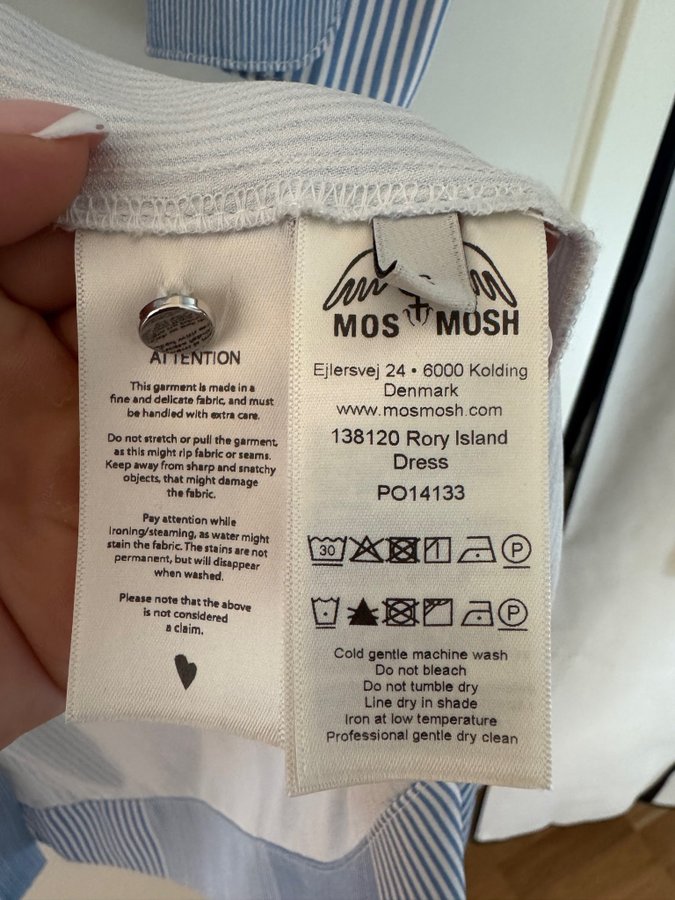 ATTENTION
This garment is made in a
fine and delicate fabric, and must
be handled with extra care.
Do not stretch or pull the garment,
as this might rip fabric or seams.
Keep away from sharp and snatchy
objects, that might damage
the fabric.
Pay attention while
ironing/steaming, as water might
stain the fabric. The stains are not
permanent, but will disappear
when washed.
Please note that the above
is not considered
a claim.
MOS MOSH
Ejlersvej 24 • 6000 Kolding
Denmark
www.mosmosh.com
138120 Rory Island
Dress
PO14133
30 P
P
Cold gentle machine wash
Do not bleach
Do not tumble dry
Line dry in shade
Iron at low temperature
Professional gentle dry clean